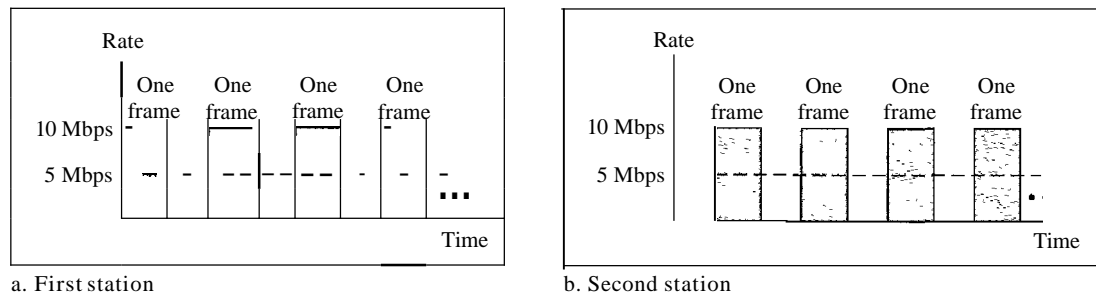 Rate
One One One One
frame frame frame frame
10 Mbps
5 Mbps
Time
a. First station
Rate
One One One One
frame frame frame frame
10 Mbps
5 Mbps
Time
b. Second station